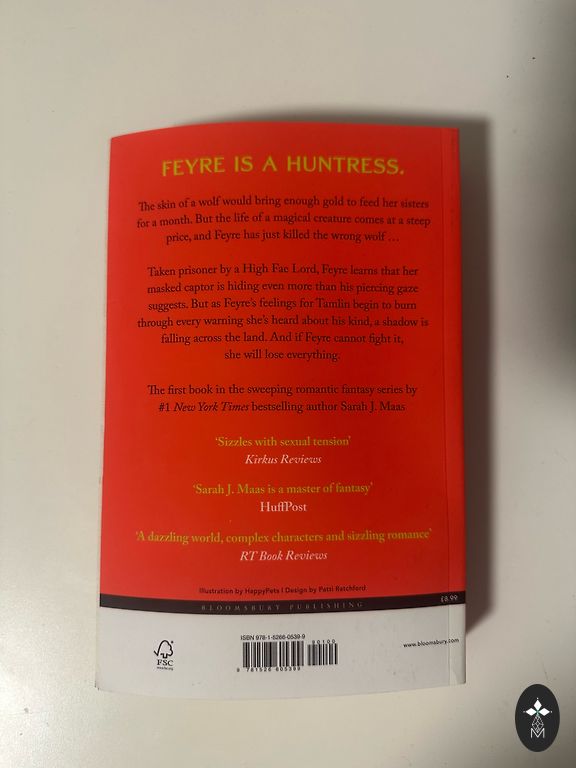 FEYRE IS A HUNTRESS.
The skin of a wolf would bring enough gold to feed her sisters
for a month. But the life of a magical creature comes at a steep
price, and Feyre has just killed the wrong wolf …
Taken prisoner by a High Fae Lord, Feyre learns that her
masked captor is hiding even more than his piercing gaze
suggests. But as Feyre's feelings for Tamlin begin to burn
through every warning she's heard about his kind, a shadow is
falling across the land. And if Feyre cannot fight it,
she will lose everything.
The first book in the sweeping romantic fantasy series by
#1 New York Times bestselling author Sarah J. Maas
'Sizzles with sexual tension'
Kirkus Reviews
'Sarah J. Maas is a master of fantasy'
HuffPost
'A dazzling world, complex characters and sizzling romance'
RT Book Reviews
Illustration by HappyPets | Design by Patti Ratchford
BLOOMSBURY PUBLISHING
£8.99
ISBN 978-1-5266-0539-9
90100
www.bloomsbury.com
FSC
9 781526 605399
M